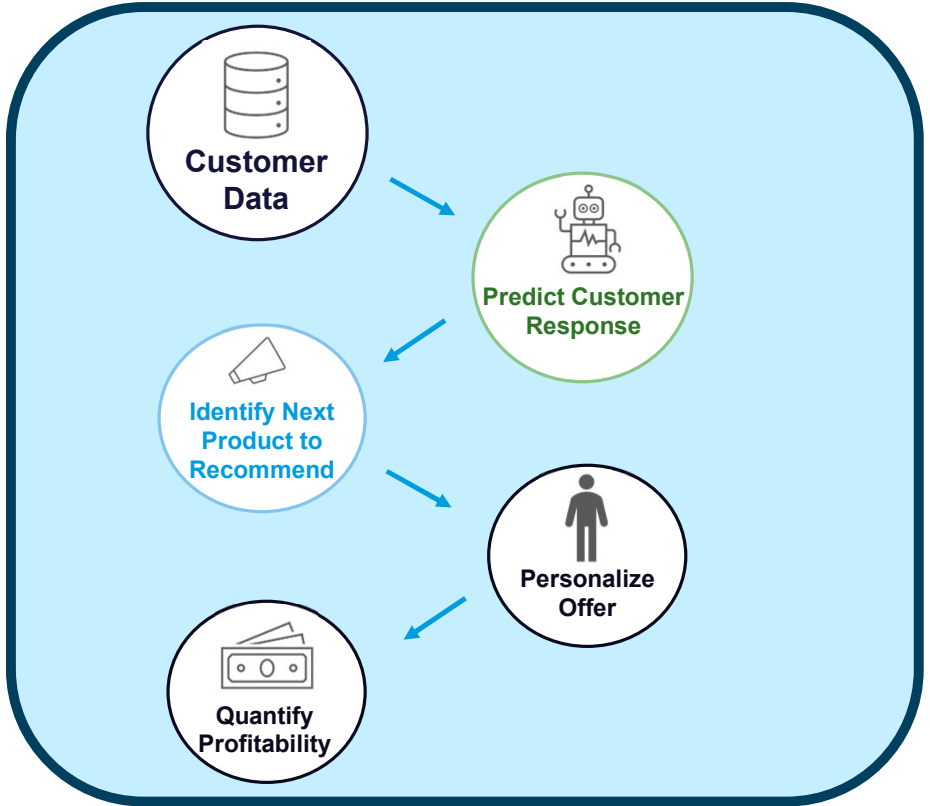 Customer
Data
Predict Customer
Response
Identify Next
Product to
Recommend
Personalize
Offer
Quantify
Profitability